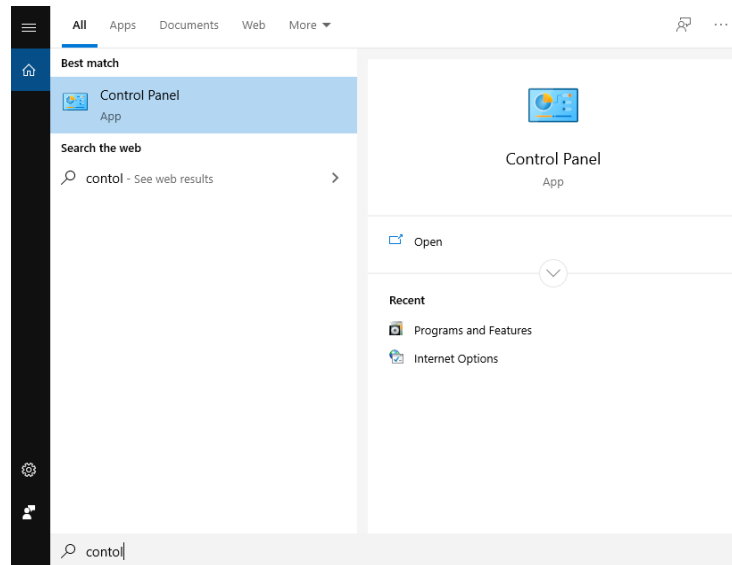 All Apps Documents Web More
Best match
Control Panel
App
Search the web
contol - See web results
Control Panel
App
Open
Recent
Programs and Features
Internet Options
contol